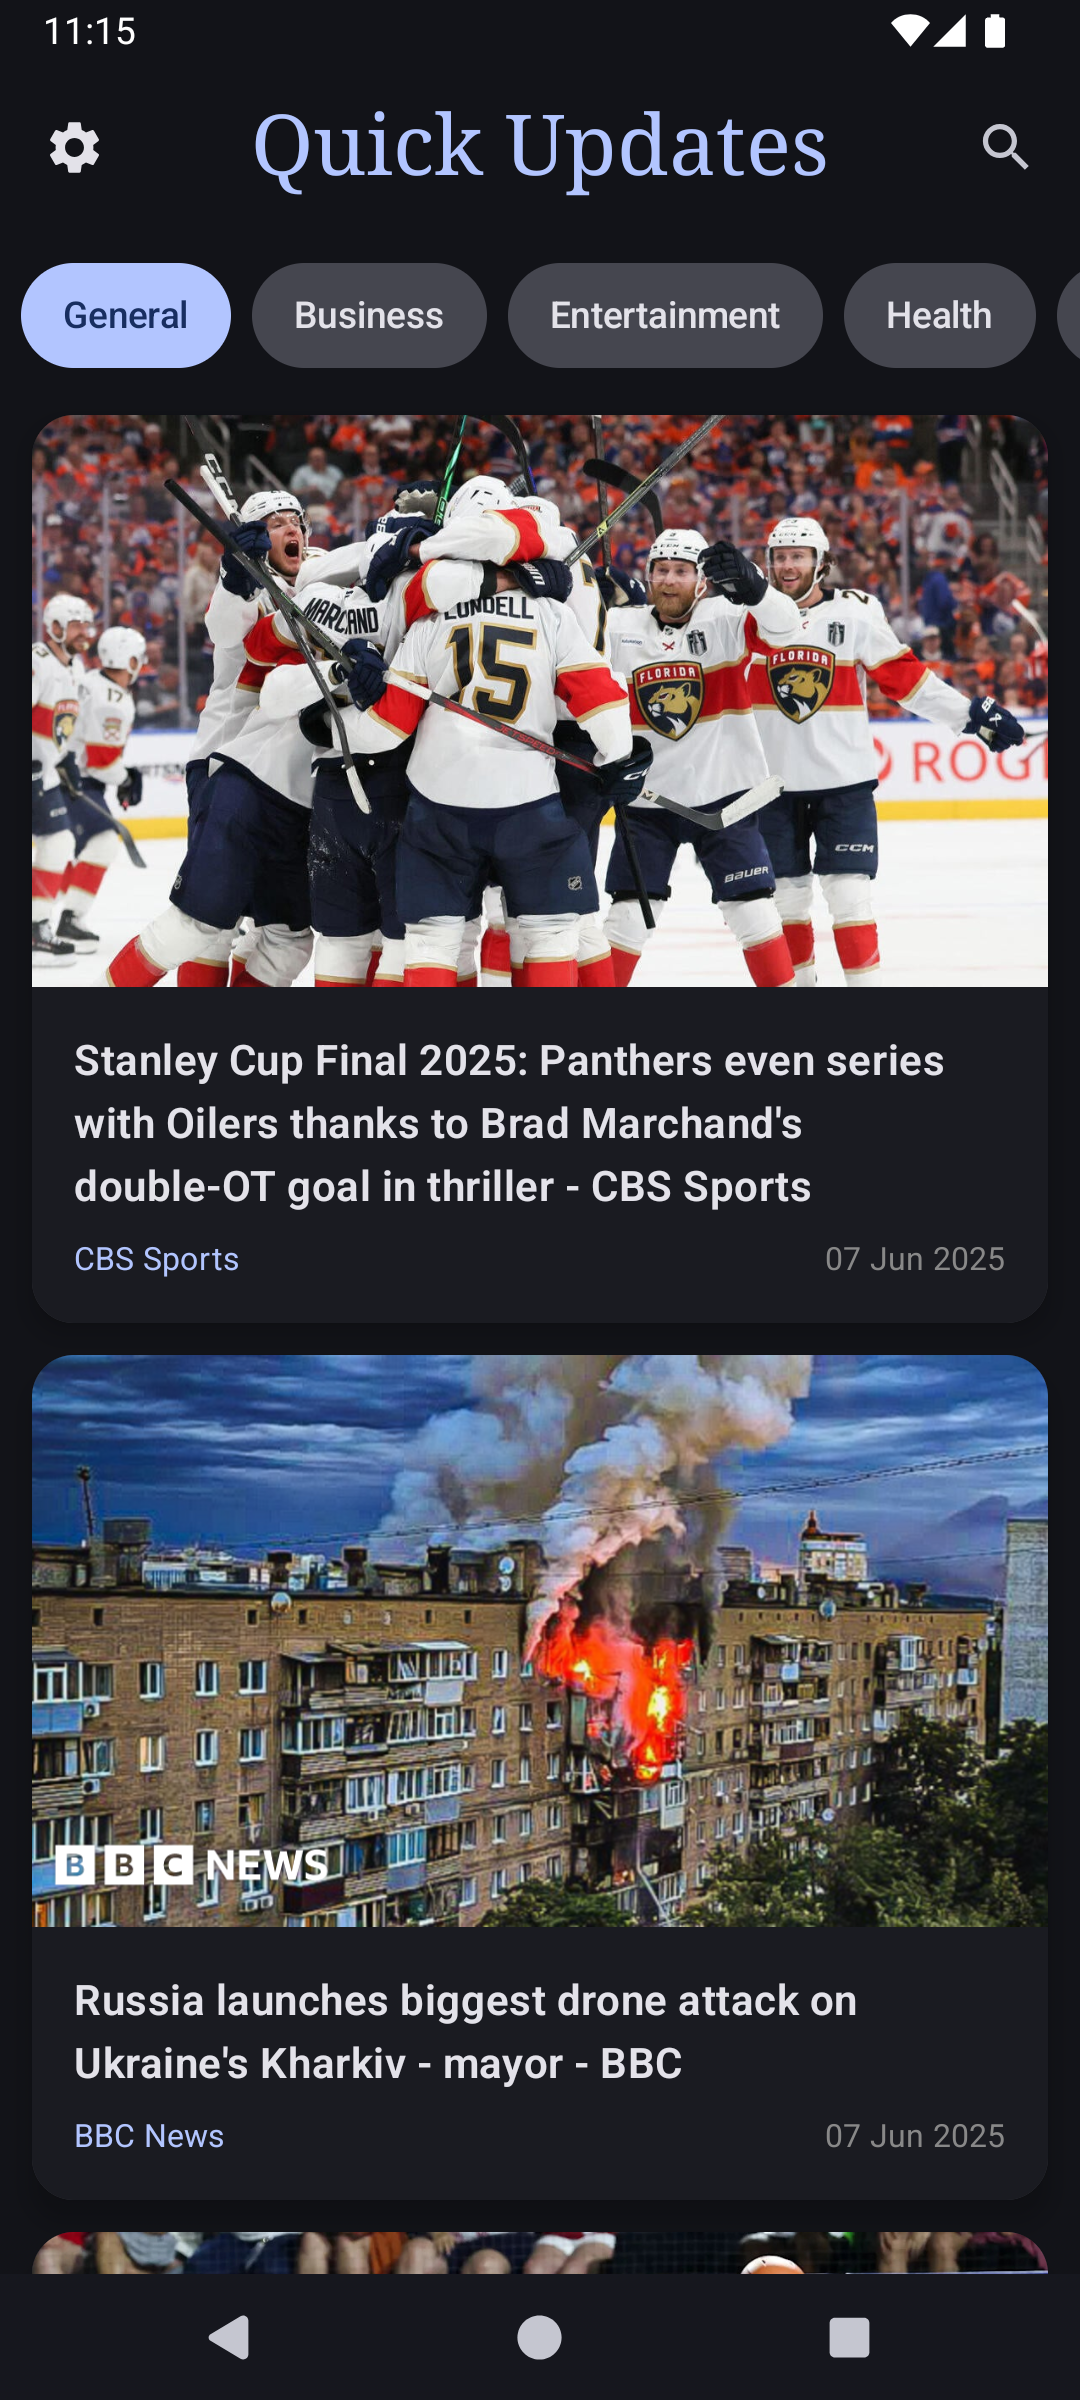 11:15
Quick Updates
General
Business
Entertainment
Health
MARCHAND
LUNDELL
15
17
2
FLORIDA
FLORIDA
ROG
CCM
BAUER
Stanley Cup Final 2025: Panthers even series
with Oilers thanks to Brad Marchand's
double-OT goal in thriller - CBS Sports
CBS Sports
07 Jun 2025
BBC NEWS
Russia launches biggest drone attack on
Ukraine's Kharkiv - mayor - BBC
BBC News
07 Jun 2025